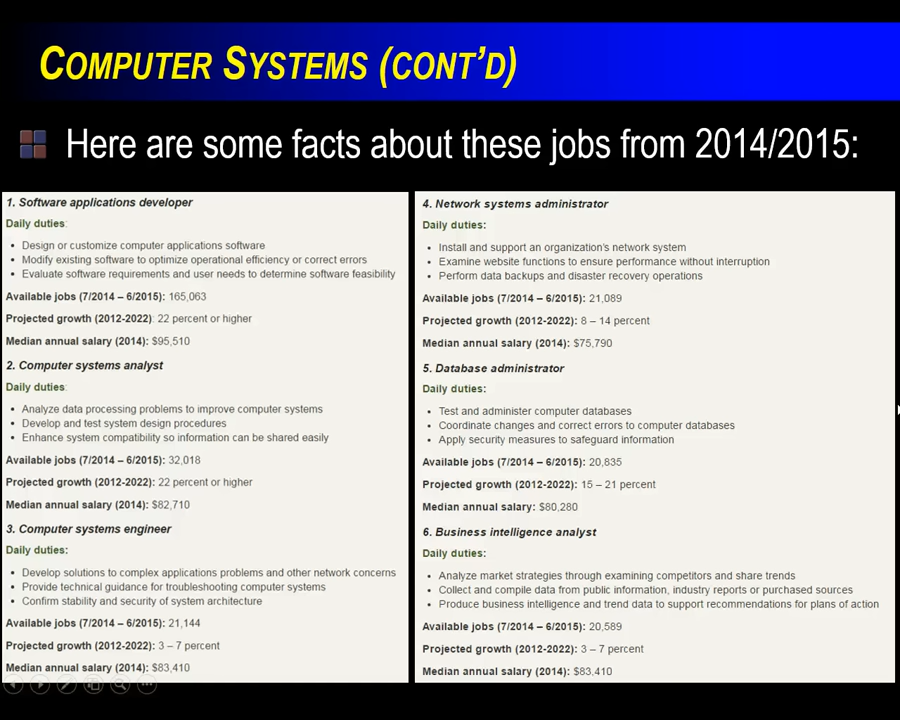 COMPUTER SYSTEMS (CONT'D)
Here are some facts about these jobs from 2014/2015:
1. Software applications developer
Daily duties:
• Design or customize computer applications software
• Modify existing software to optimize operational efficiency or correct errors
• Evaluate software requirements and user needs to determine software feasibility
Available jobs (7/2014 – 6/2015): 165,063
Projected growth (2012-2022): 22 percent or higher
Median annual salary (2014): $95,510
2. Computer systems analyst
Daily duties:
• Analyze data processing problems to improve computer systems
• Develop and test system design procedures
• Enhance system compatibility so information can be shared easily
Available jobs (7/2014 – 6/2015): 32,018
Projected growth (2012-2022): 22 percent or higher
Median annual salary (2014): $82,710
3. Computer systems engineer
Daily duties:
• Develop solutions to complex applications problems and other network concerns
• Provide technical guidance for troubleshooting computer systems
• Confirm stability and security of system architecture
Available jobs (7/2014 – 6/2015): 21,144
Projected growth (2012-2022): 3 – 7 percent
Median annual salary (2014): $83,410
4. Network systems administrator
Daily duties:
• Install and support an organization's network system
• Examine website functions to ensure performance without interruption
• Perform data backups and disaster recovery operations
Available jobs (7/2014 – 6/2015): 21,089
Projected growth (2012-2022): 8 – 14 percent
Median annual salary (2014): $75,790
5. Database administrator
Daily duties:
• Test and administer computer databases
• Coordinate changes and correct errors to computer databases
• Apply security measures to safeguard information
Available jobs (7/2014 – 6/2015): 20,835
Projected growth (2012-2022): 15 – 21 percent
Median annual salary: $80,280
6. Business intelligence analyst
Daily duties:
• Analyze market strategies through examining competitors and share trends
• Collect and compile data from public information, industry reports or purchased sources
• Produce business intelligence and trend data to support recommendations for plans of action
Available jobs (7/2014 – 6/2015): 20,589
Projected growth (2012-2022): 3 – 7 percent
Median annual salary (2014): $83,410